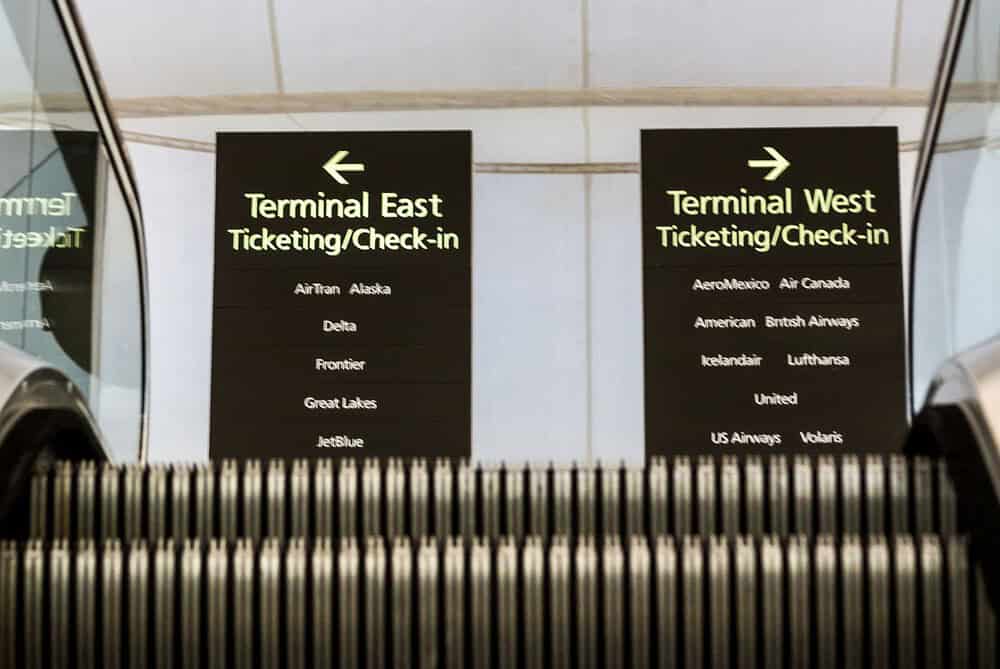 ←
Terminal East
Ticketing/Check-in
AirTran Alaska
Delta
Frontier
Great Lakes
JetBlue
→
Terminal West
Ticketing/Check-in
AeroMexico Air Canada
American British Airways
Icelandair Lufthansa
United
US Airways Volaris